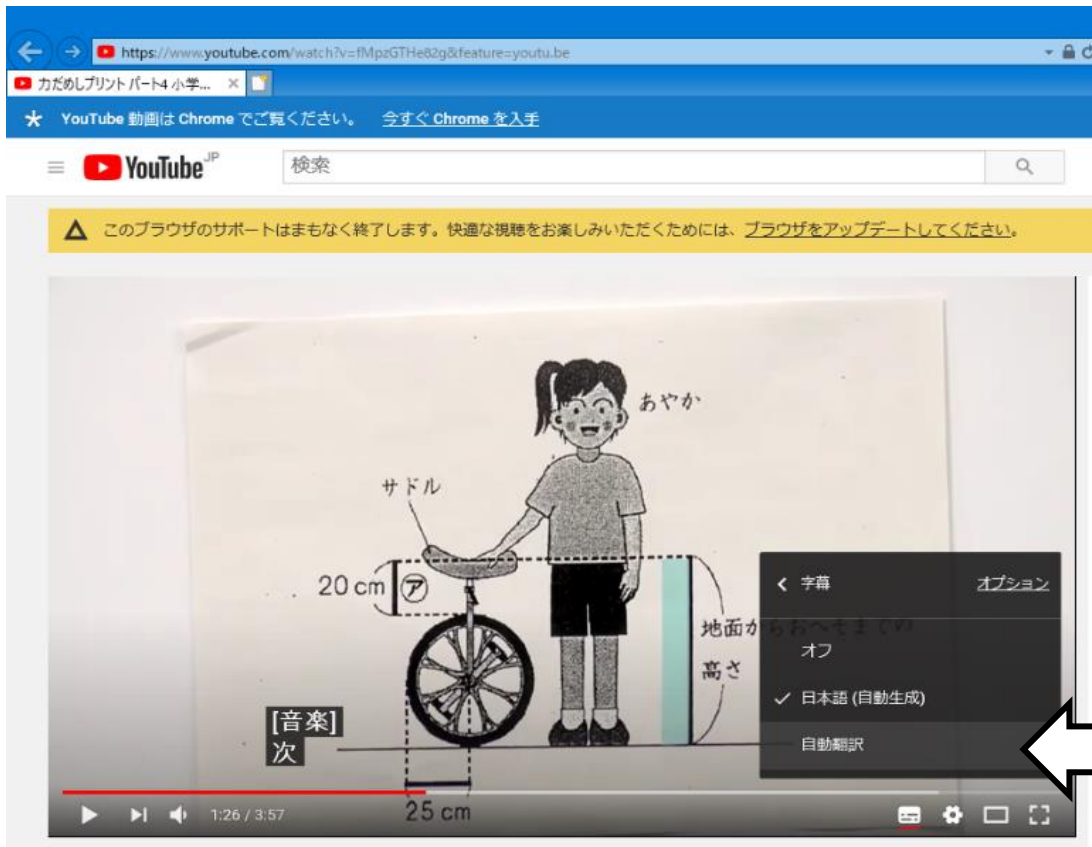 https://www.youtube.com/watch?v=fMpzGTHe82g&feature=youtu.be
力だめしプリント パート4 小学...
YouTube 動画は Chrome でご覧ください。 今すぐ Chrome を入手
YouTube JP
検索
このブラウザのサポートはまもなく終了します。快適な視聴をお楽しみいただくためには、ブラウザをアップデートしてください。
あやか
サドル
20 cm ㋐
地面からおへそまでの
高さ
字幕 オプション
オフ
日本語 (自動生成)
自動翻訳
[音楽]
次
25 cm
1:26 / 3:57